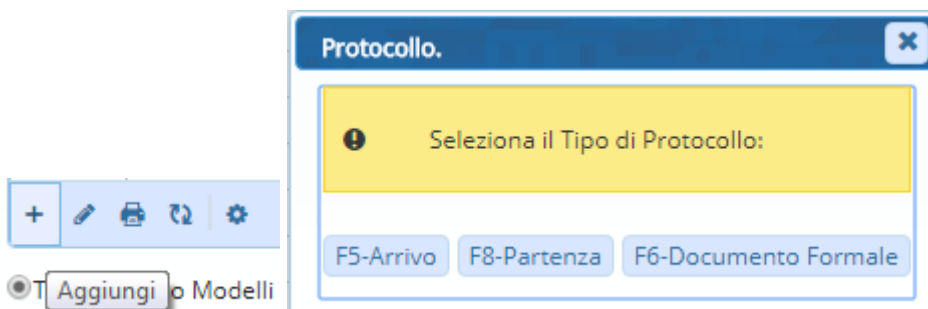 Protocollo.
Seleziona il Tipo di Protocollo:
F5-Arrivo F8-Partenza F6-Documento Formale
T Aggiungi o Modelli